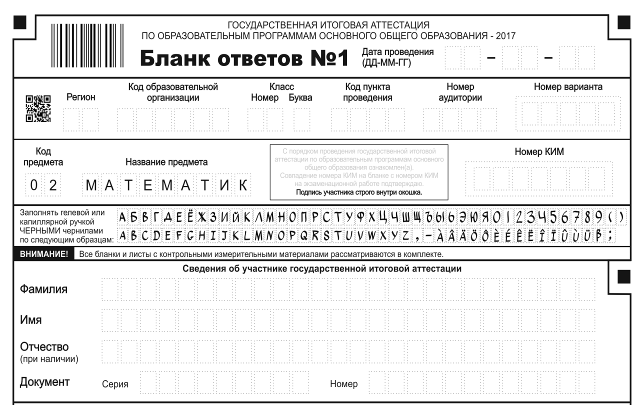 ГОСУДАРСТВЕННАЯ ИТОГОВАЯ АТТЕСТАЦИЯ
ПО ОБРАЗОВАТЕЛЬНЫМ ПРОГРАММАМ ОСНОВНОГО ОБЩЕГО ОБРАЗОВАНИЯ - 2017
Бланк ответов №1
Дата проведения
(ДД-ММ-ГГ)
– –
Регион
Код образовательной
организации
Класс
Номер Буква
Код пункта
проведения
Номер
аудитории
Номер варианта
Код
предмета
Название предмета
0 2 МАТЕМАТИК
С порядком проведения государственной итоговой
аттестации по образовательным программам основного
общего образования ознакомлен(а).
Совпадение номера КИМ на бланке с номером КИМ
на экзаменационной работе подтверждаю.
Подпись участника строго внутри окошка.
Номер КИМ
Заполнять гелевой или
капиллярной ручкой
ЧЕРНЫМИ чернилами
по следующим образцам:
АБВГДЕЁЖЗИЙКЛМНОПРСТУФХЦЧШЩЪЫЬЭЮЯ0123456789()
ABCDEFGHIJKLMNOPQRSTUVWXYZ,-
ВНИМАНИЕ! Все бланки и листы с контрольными измерительными материалами рассматриваются в комплекте.
Сведения об участнике государственной итоговой аттестации
Фамилия
Имя
Отчество
(при наличии)
Документ Серия Номер